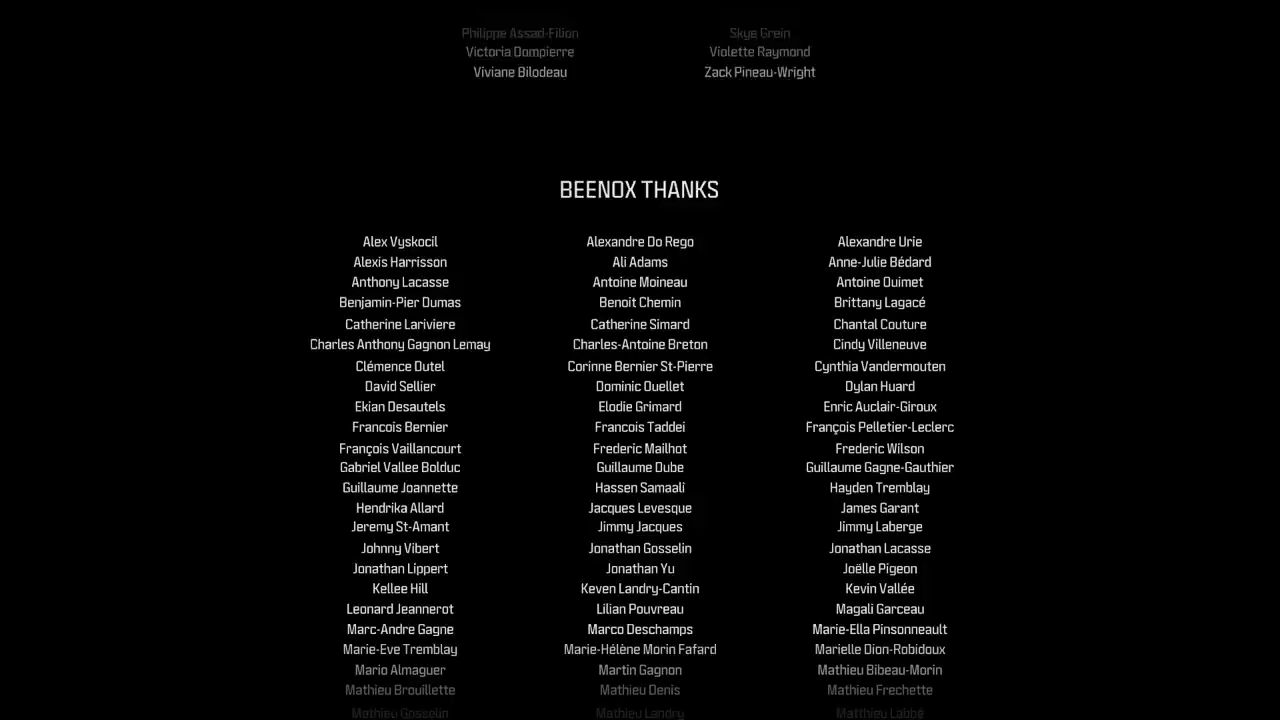 Philippe Assad-Filion Skye Grein
Victoria Dompierre Violette Raymond
Viviane Bilodeau Zack Pineau-Wright
BEENOX THANKS
Alex Vyskocil Alexandre Do Rego Alexandre Urie
Alexis Harrisson Ali Adams Anne-Julie Bédard
Anthony Lacasse Antoine Moineau Antoine Ouimet
Benjamin-Pier Dumas Benoit Chemin Brittany Lagacé
Catherine Lariviere Catherine Simard Chantal Couture
Charles Anthony Gagnon Lemay Charles-Antoine Breton Cindy Villeneuve
Clémence Dutel Corinne Bernier St-Pierre Cynthia Vandermouten
David Sellier Dominic Ouellet Dylan Huard
Ekian Desautels Elodie Grimard Enric Auclair-Giroux
Francois Bernier Francois Taddei François Pelletier-Leclerc
François Vaillancourt Frederic Mailhot Frederic Wilson
Gabriel Vallee Bolduc Guillaume Dube Guillaume Gagne-Gauthier
Guillaume Joannette Hassen Samaali Hayden Tremblay
Hendrika Allard Jacques Levesque James Garant
Jeremy St-Amant Jimmy Jacques Jimmy Laberge
Johnny Vibert Jonathan Gosselin Jonathan Lacasse
Jonathan Lippert Jonathan Yu Joëlle Pigeon
Kellee Hill Keven Landry-Cantin Kevin Vallée
Leonard Jeannerot Lilian Pouvreau Magali Garceau
Marc-Andre Gagne Marco Deschamps Marie-Ella Pinsonneault
Marie-Eve Tremblay Marie-Hélène Morin Fafard Marielle Dion-Robidoux
Mario Almaguer Martin Gagnon Mathieu Bibeau-Morin
Mathieu Brouillette Mathieu Denis Mathieu Frechette
Mathieu Gosselin Mathieu Landry Matthieu Labbé